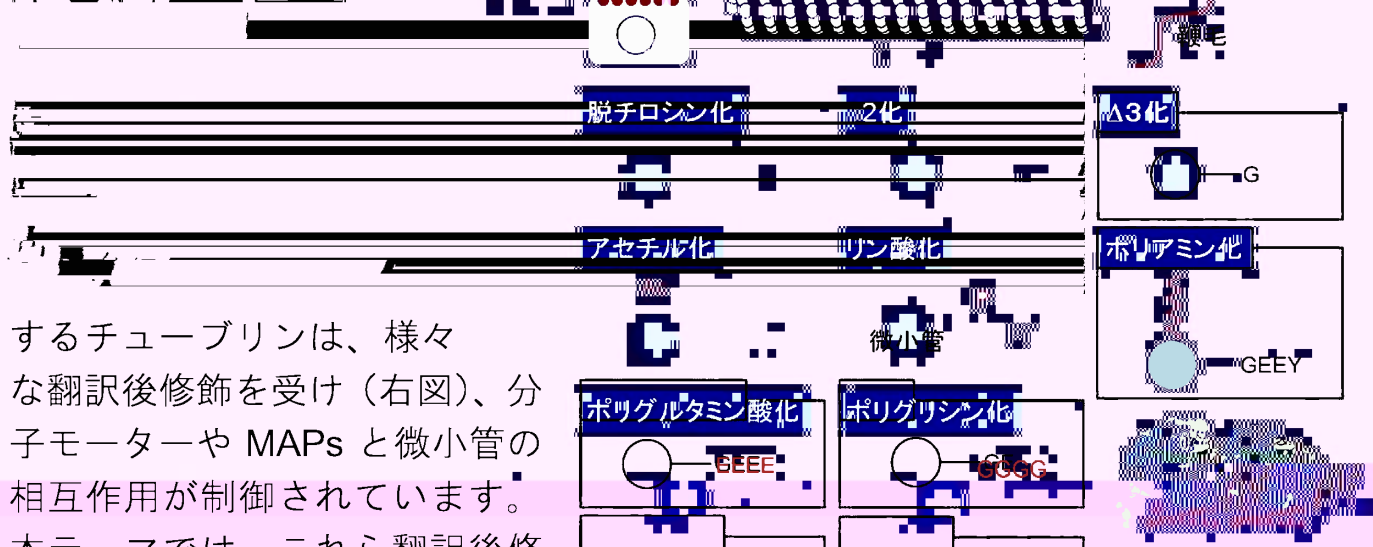 鞭毛
脱チロシン化
2化
Δ3化
G
アセチル化
リン酸化
ポリアミン化
微小管
GEEY
ポリグルタミン酸化
ポリグリシン化
EEEE
GGGG
するチューブリンは、様々
な翻訳後修飾を受け（右図）、分
子モーターや MAPs と微小管の
相互作用が制御されています。